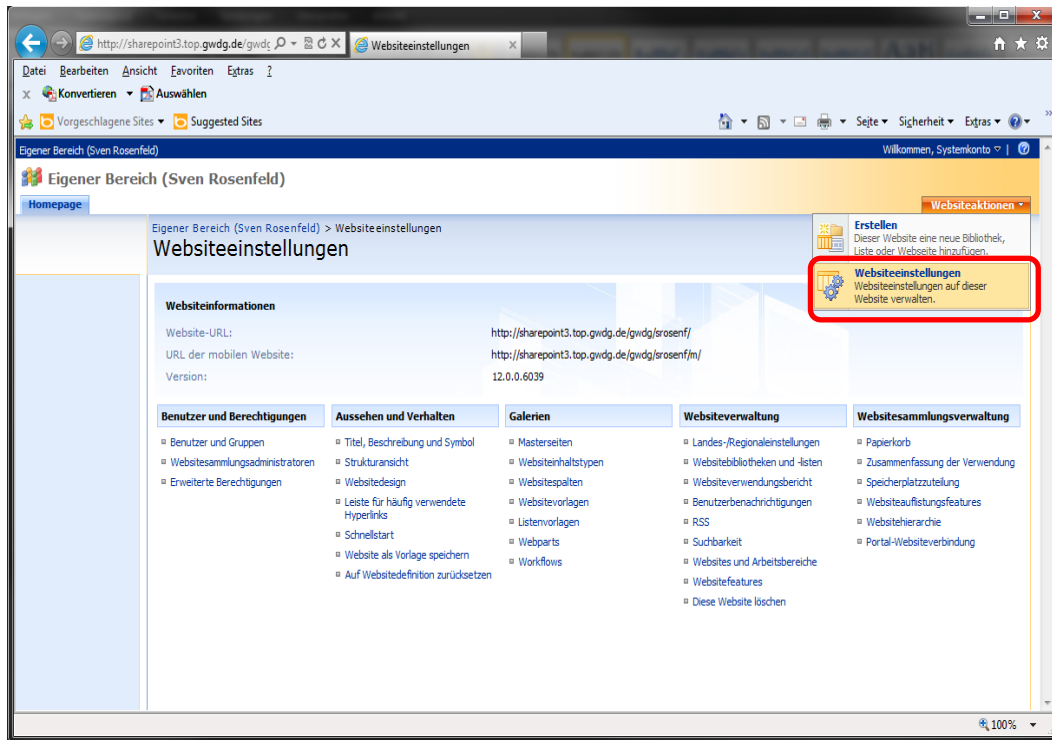 http://sharepoint3.top.gwdg.de/gwdg
Websiteeinstellungen
Datei Bearbeiten Ansicht Favoriten Extras ?
x Konvertieren Auswählen
Vorgeschlagene Sites Suggested Sites
Seite Sicherheit Extras
Eigener Bereich (Sven Rosenfeld)
Willkommen, Systemkonto
Eigener Bereich (Sven Rosenfeld)
Homepage
Websiteaktionen
Eigener Bereich (Sven Rosenfeld) > Websiteeinstellungen
Websiteeinstellungen
Erstellen
Dieser Website eine neue Bibliothek,
Liste oder Webseite hinzufügen.
Websiteeinstellungen
Websiteeinstellungen auf dieser
Website verwalten.
Websiteinformationen
Website-URL: http://sharepoint3.top.gwdg.de/gwdg/srosenf/
URL der mobilen Website: http://sharepoint3.top.gwdg.de/gwdg/srosenf/m/
Version: 12.0.0.6039
Benutzer und Berechtigungen
Benutzer und Gruppen
Websitesammlungsadministratoren
Erweiterte Berechtigungen
Aussehen und Verhalten
Titel, Beschreibung und Symbol
Strukturansicht
Websitedesign
Leiste für häufig verwendete
Hyperlinks
Schnellstart
Website als Vorlage speichern
Auf Websitedefinition zurücksetzen
Galerien
Masterseiten
Websiteinhaltstypen
Websitespalten
Websitevorlagen
Listenvorlagen
Webparts
Workflows
Websiteverwaltung
Landes-/Regionaleinstellungen
Websitebibliotheken und -listen
Websiteverwendungsbericht
Benutzerbenachrichtigungen
RSS
Suchbarkeit
Websites und Arbeitsbereiche
Websitefeatures
Diese Website löschen
Websitesammlungsverwaltung
Papierkorb
Zusammenfassung der Verwendung
Speicherplatzzuteilung
Websiteauflistungsfeatures
Websitehierarchie
Portal-Websiteverbindung
100%